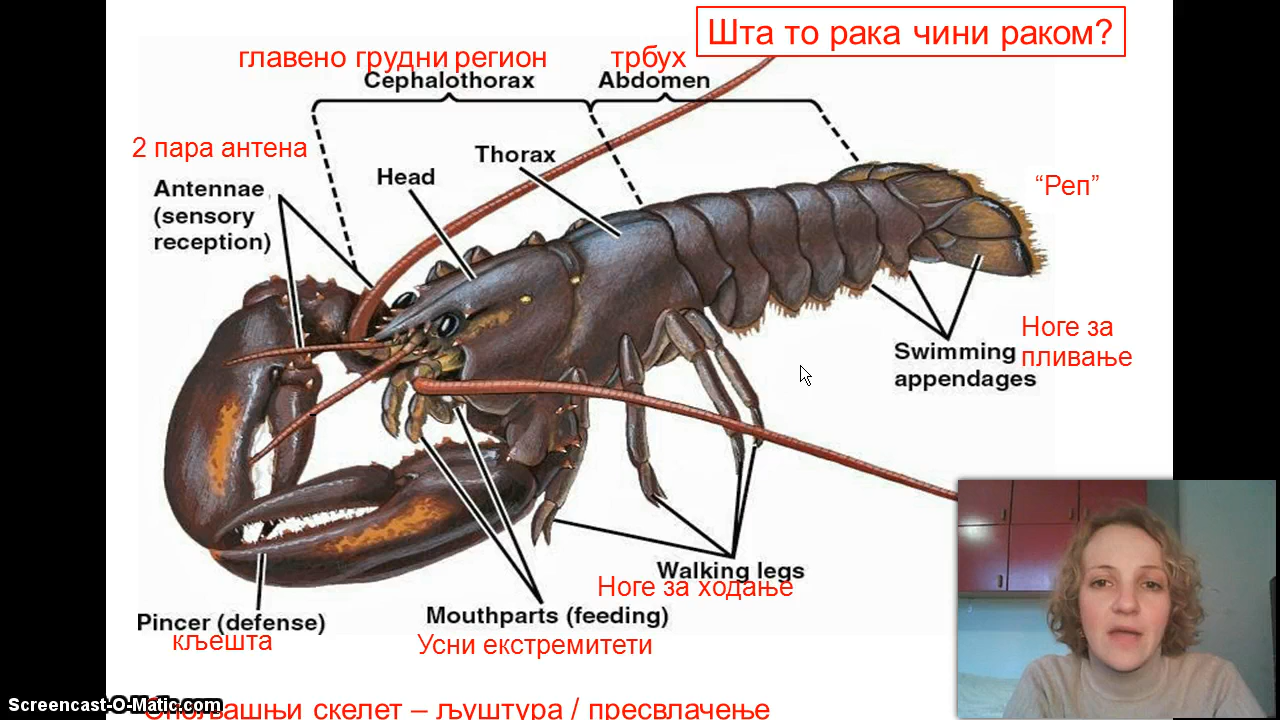 Шта то рака чини раком?
главено грудни регион
трбух
Cephalothorax
Abdomen
2 пара антена
Thorax
Head
Antennae
(sensory
reception)
“Реп”
Ноге за
пливање
Swimming
appendages
Walking legs
Ноге за ходање
Pincer (defense)
кљешта
Mouthparts (feeding)
Усни екстремитети
Screencast-O-Matic.com
скелет – љуштура / пресвлачење